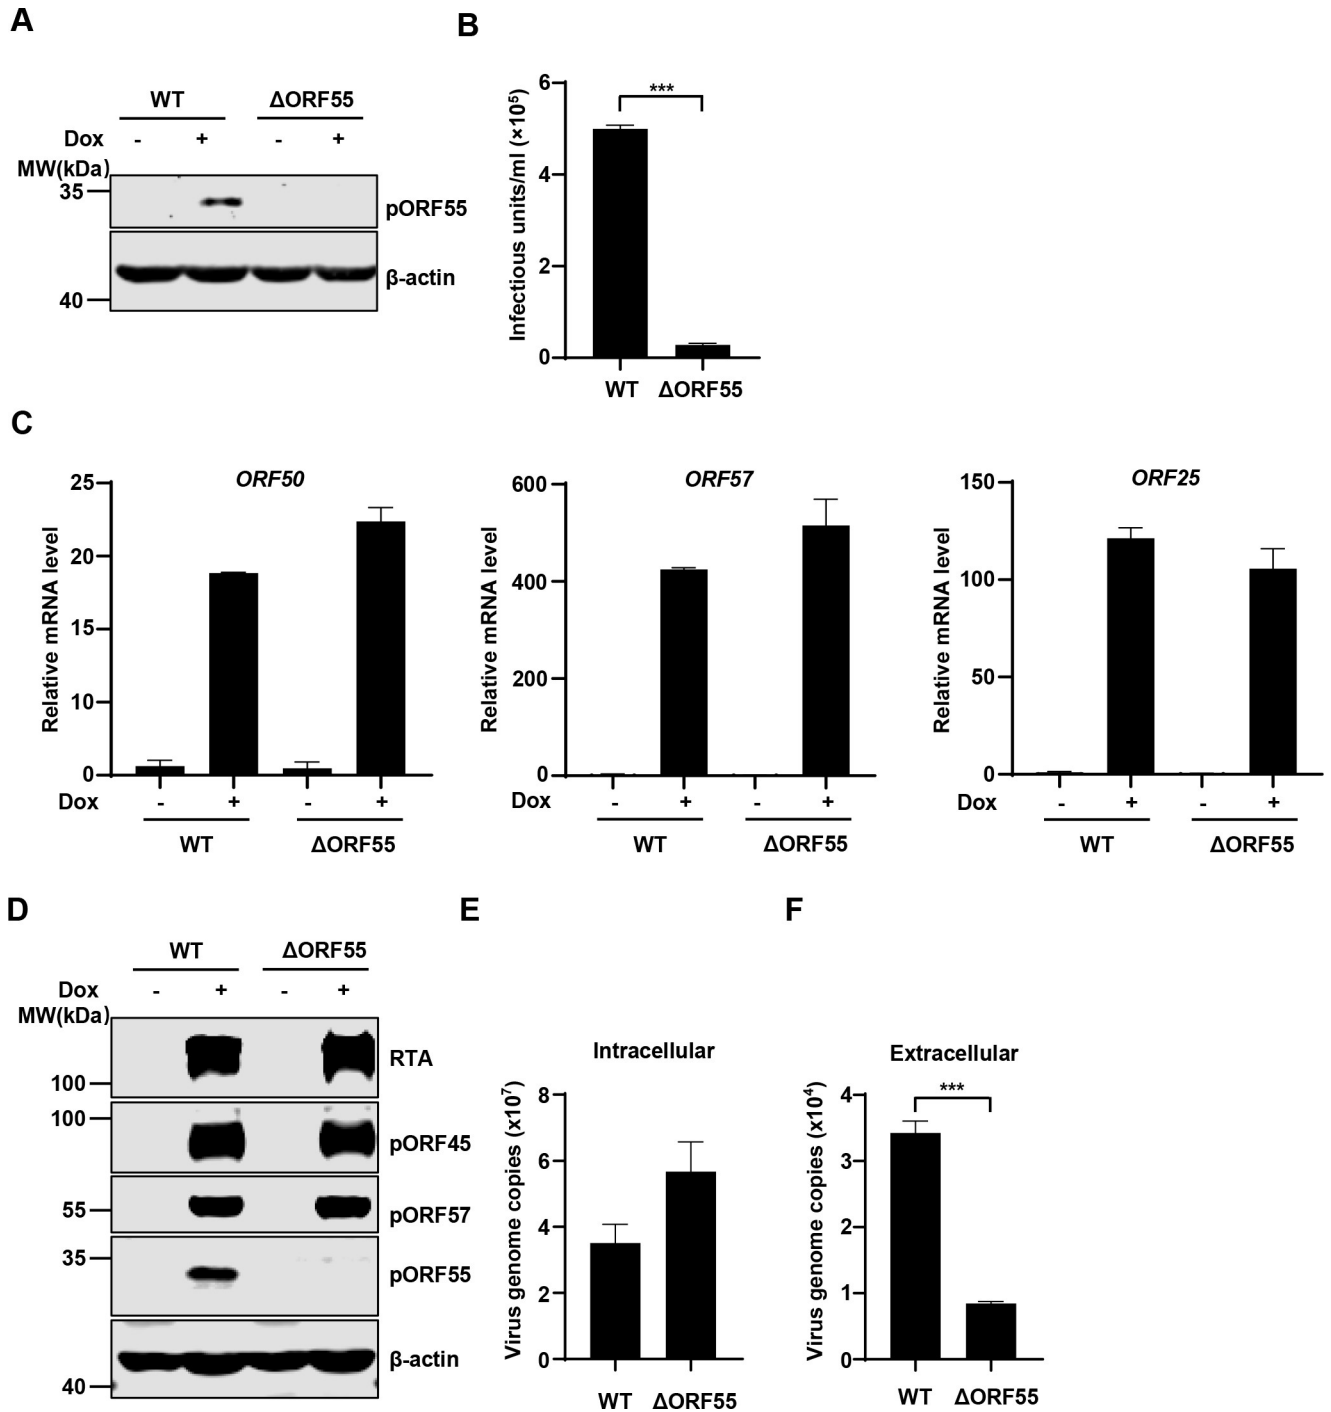 A
WT ΔORF55
Dox - + - +
MW(kDa)
35 pORF55
β-actin
40
B
Infectious units/ml (×10⁵)
6
4
2
0
***
WT ΔORF55
C
ORF50
Relative mRNA level
25
20
15
10
0
Dox - + - +
WT ΔORF55
ORF57
Relative mRNA level
600
400
200
0
Dox - + - +
WT ΔORF55
ORF25
Relative mRNA level
150
100
50
0
Dox - + - +
WT ΔORF55
D
WT ΔORF55
Dox - + - +
MW(kDa)
RTA
100
100
pORF45
55 pORF57
35
pORF55
β-actin
40
E
Intracellular
Virus genome copies (x10⁷)
8
6
4
2
0
WT ΔORF55
F
Extracellular
Virus genome copies (x10⁴)
4
3
2
1
0
***
WT ΔORF55